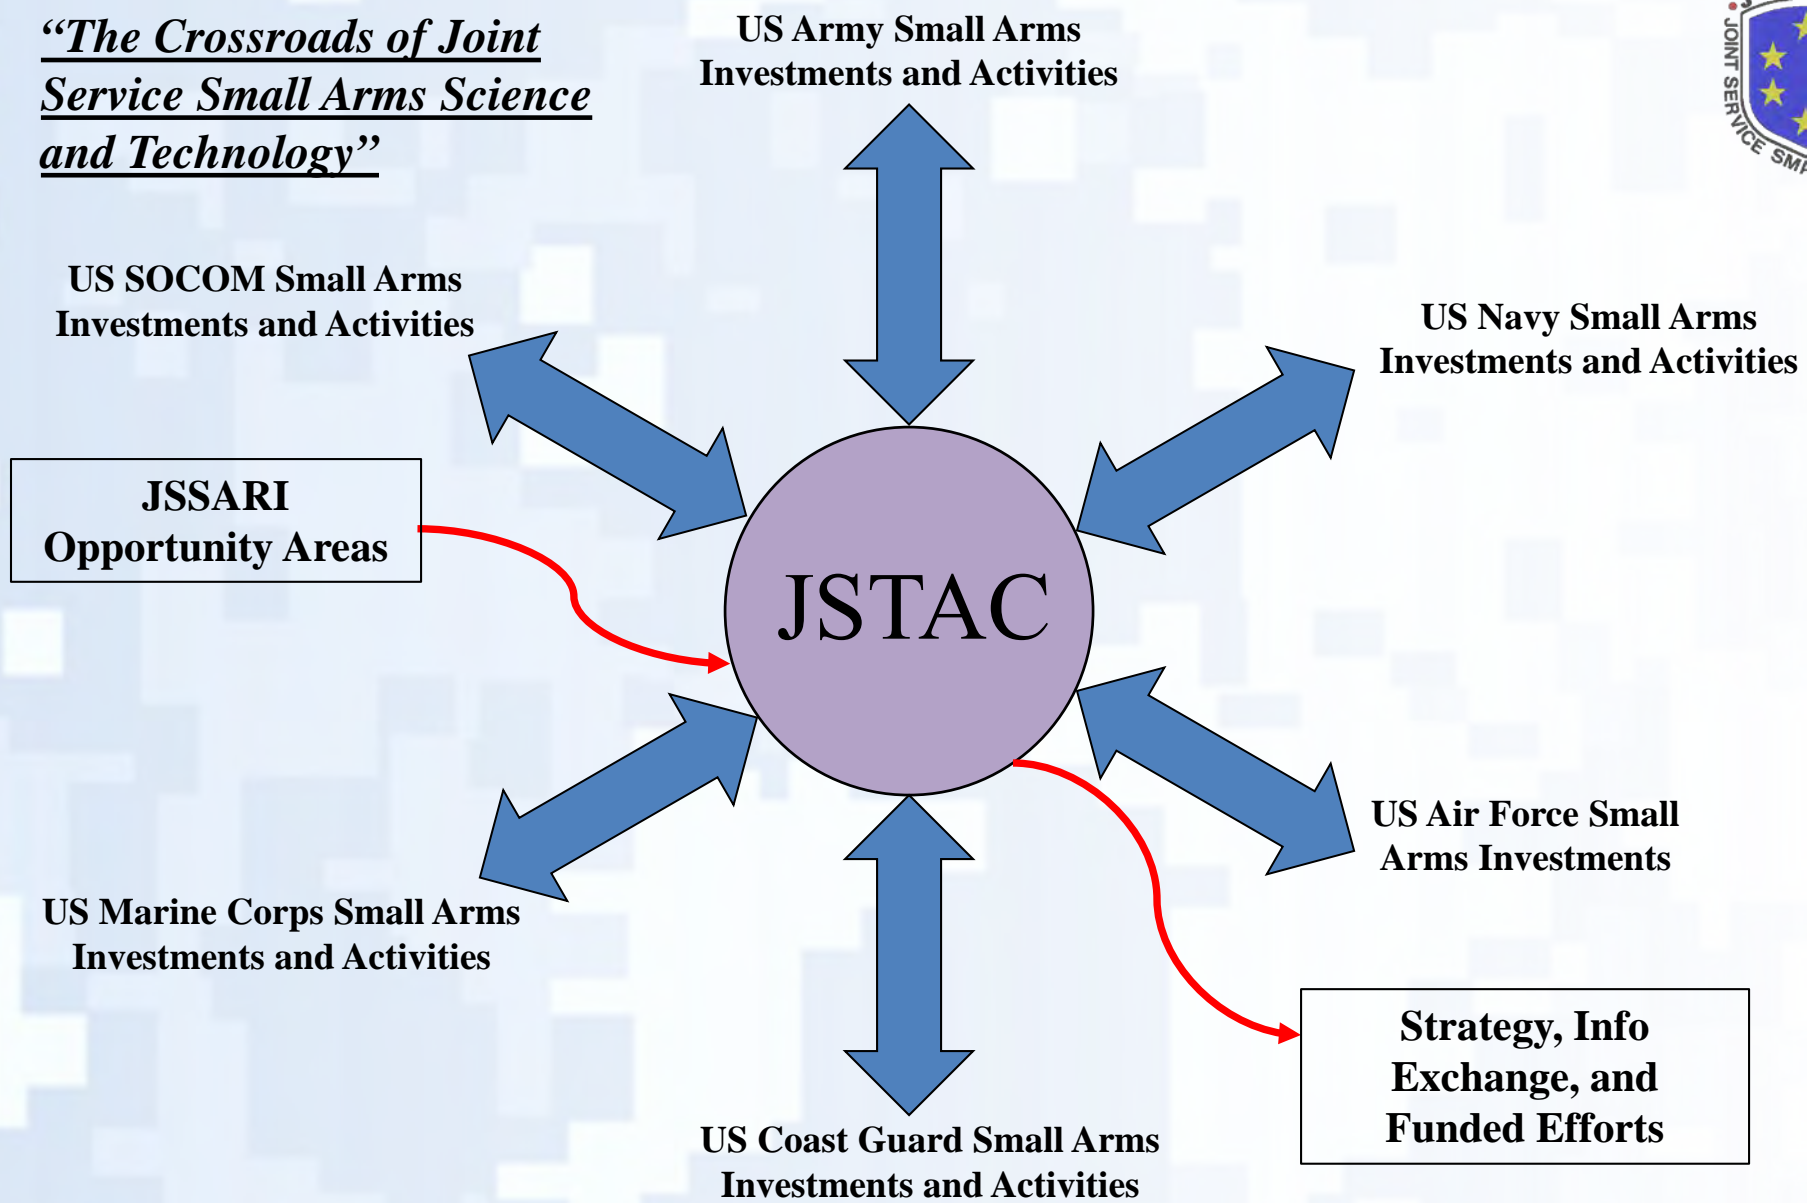 “The Crossroads of Joint
Service Small Arms Science
and Technology”
US Army Small Arms
Investments and Activities
JOINT SERVICE
US SOCOM Small Arms
Investments and Activities
US Navy Small Arms
Investments and Activities
JSSARI
Opportunity Areas
JSTAC
US Air Force Small
Arms Investments
US Marine Corps Small Arms
Investments and Activities
Strategy, Info
Exchange, and
Funded Efforts
US Coast Guard Small Arms
Investments and Activities